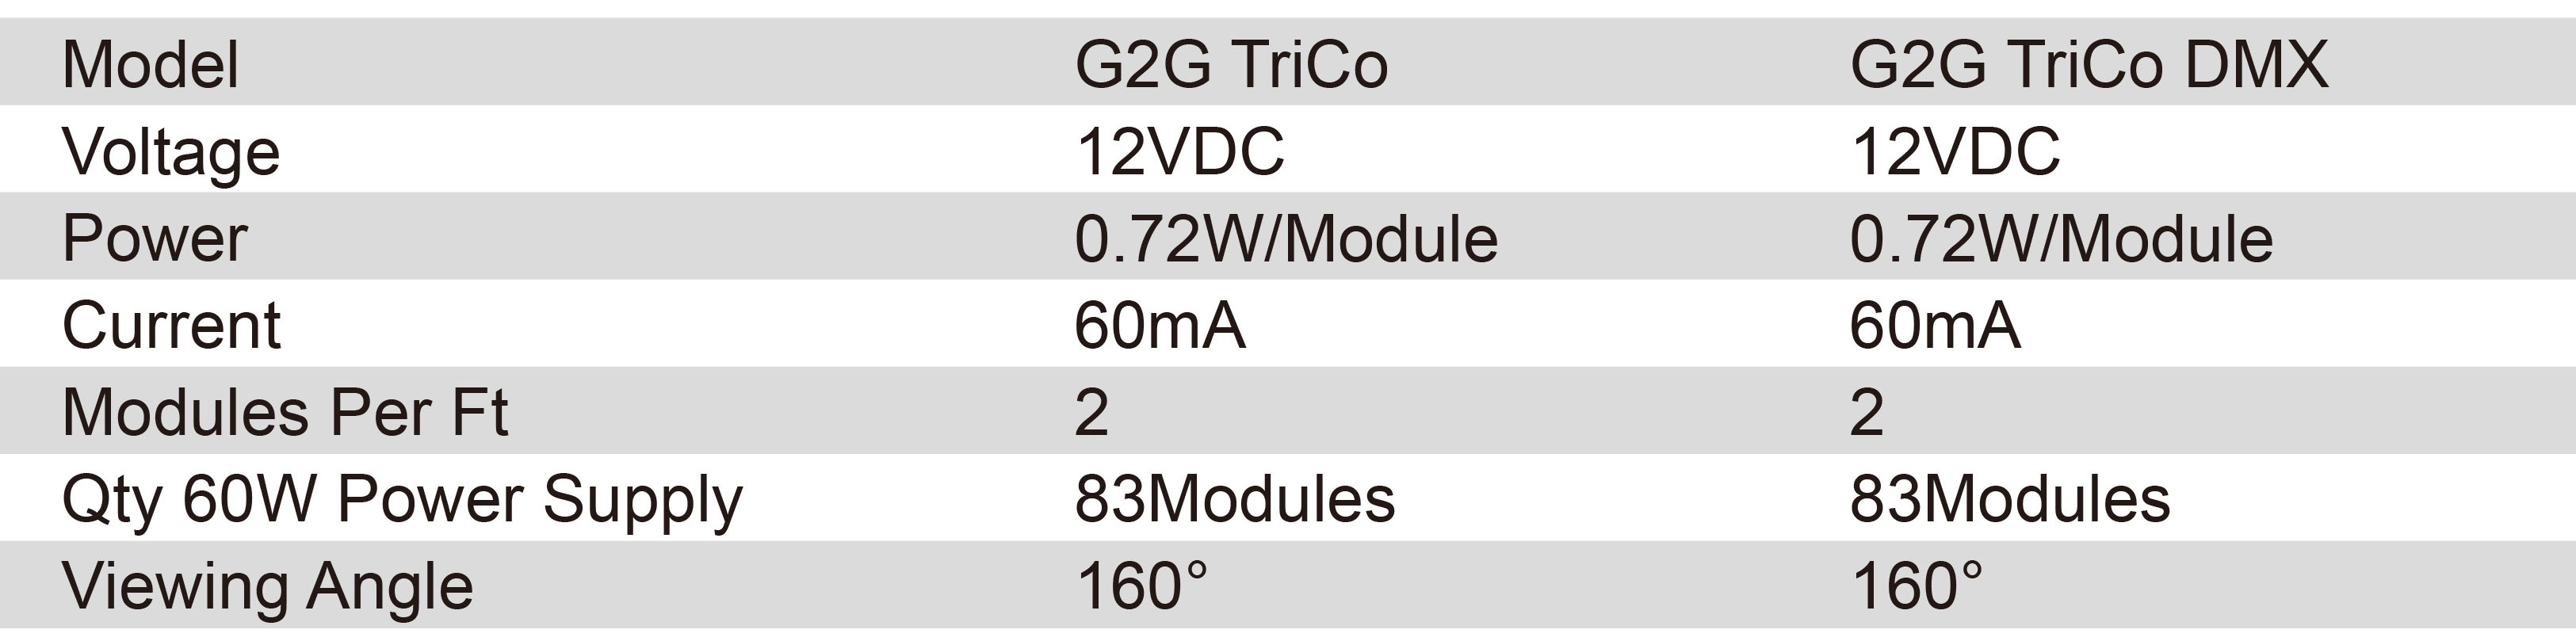 Model G2G TriCo G2G TriCo DMX
Voltage 12VDC 12VDC
Power 0.72W/Module 0.72W/Module
Current 60mA 60mA
Modules Per Ft 2 2
Qty 60W Power Supply 83Modules 83Modules
Viewing Angle 160° 160°